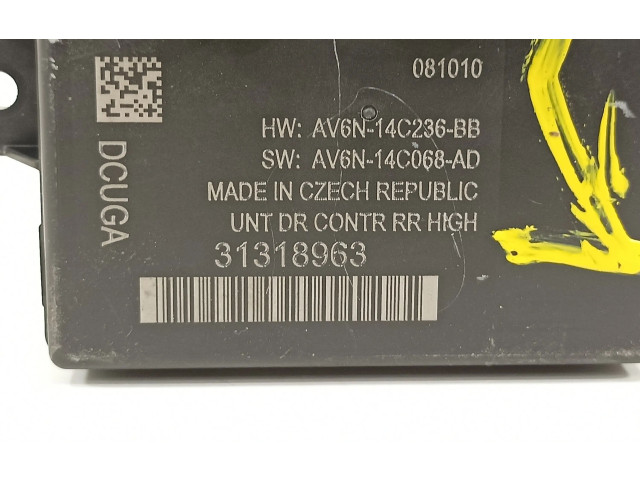 081010
HW: AV6N-14C236-BB
SW: AV6N-14C068-AD
MADE IN CZECH REPUBLIC
UNT DR CONTR RR HIGH
31318963
DCUGA